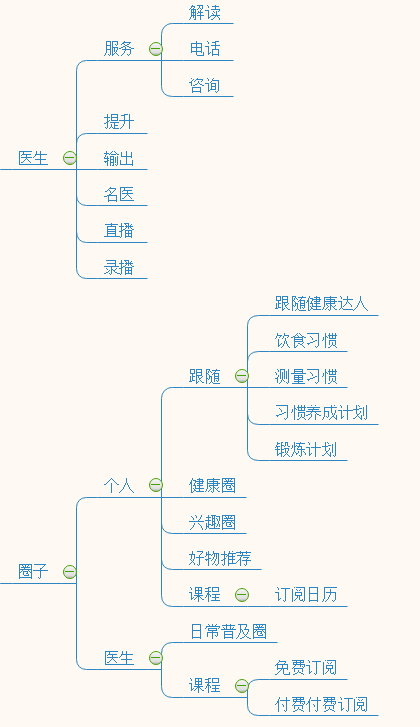 解读
服务
电话
咨询
提升
医生
输出
名医
直播
录播
跟随健康达人
饮食习惯
跟随
测量习惯
习惯养成计划
锻炼计划
个人
健康圈
兴趣圈
好物推荐
圈子
课程
订阅日历
日常普及圈
医生
免费订阅
课程
付费付费订阅